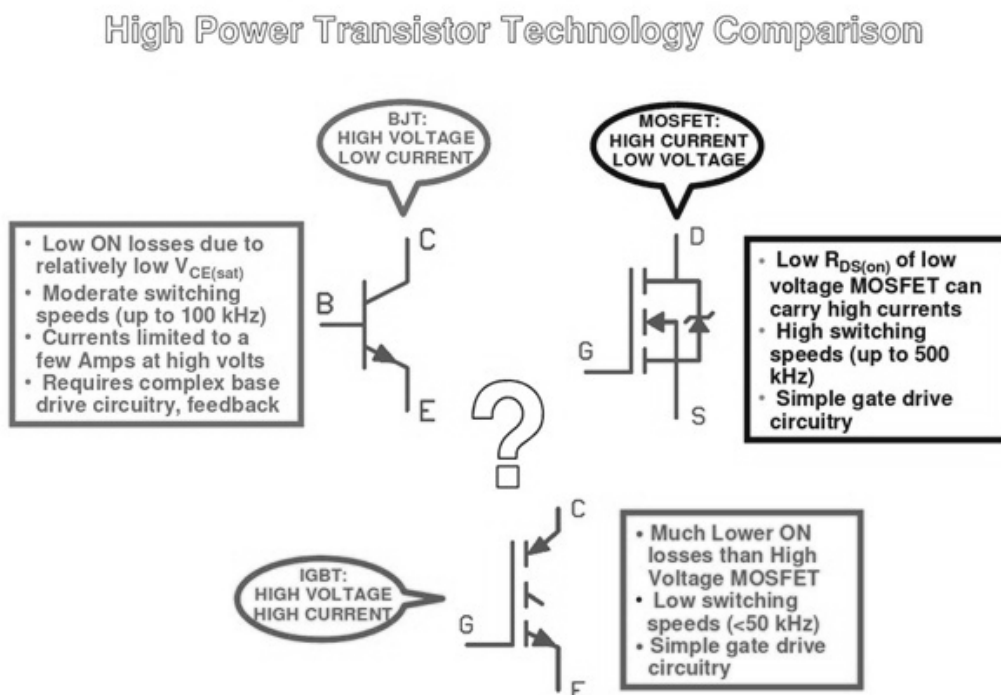 High Power Transistor Technology Comparison
BJT:
HIGH VOLTAGE
LOW CURRENT
MOSFET:
HIGH CURRENT
LOW VOLTAGE
• Low ON losses due to
relatively low VCE(sat)
• Moderate switching
speeds (up to 100 kHz)
• Currents limited to a
few Amps at high volts
• Requires complex base
drive circuitry, feedback
C
B
E
D
G
S
• Low RDS(on) of low
voltage MOSFET can
carry high currents
• High switching
speeds (up to 500
kHz)
• Simple gate drive
circuitry
?
IGBT:
HIGH VOLTAGE
HIGH CURRENT
C
G
E
• Much Lower ON
losses than High
Voltage MOSFET
• Low switching
speeds (<50 kHz)
• Simple gate drive
circuitry